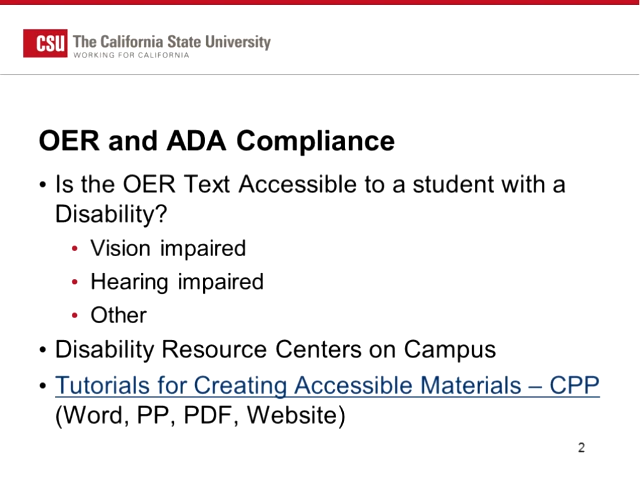 CSU The California State University
WORKING FOR CALIFORNIA
OER and ADA Compliance
• Is the OER Text Accessible to a student with a
Disability?
• Vision impaired
• Hearing impaired
• Other
• Disability Resource Centers on Campus
• Tutorials for Creating Accessible Materials – CPP
(Word, PP, PDF, Website)
2